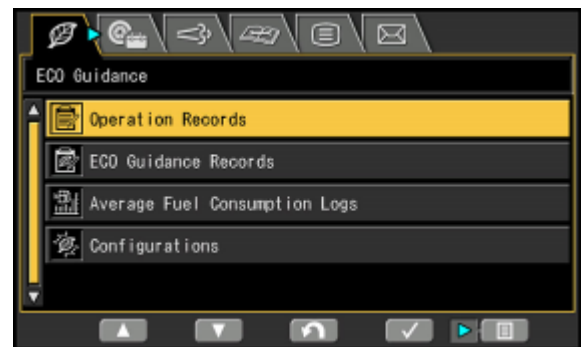 ECO Guidance
Operation Records
ECO Guidance Records
Average Fuel Consumption Logs
Configurations